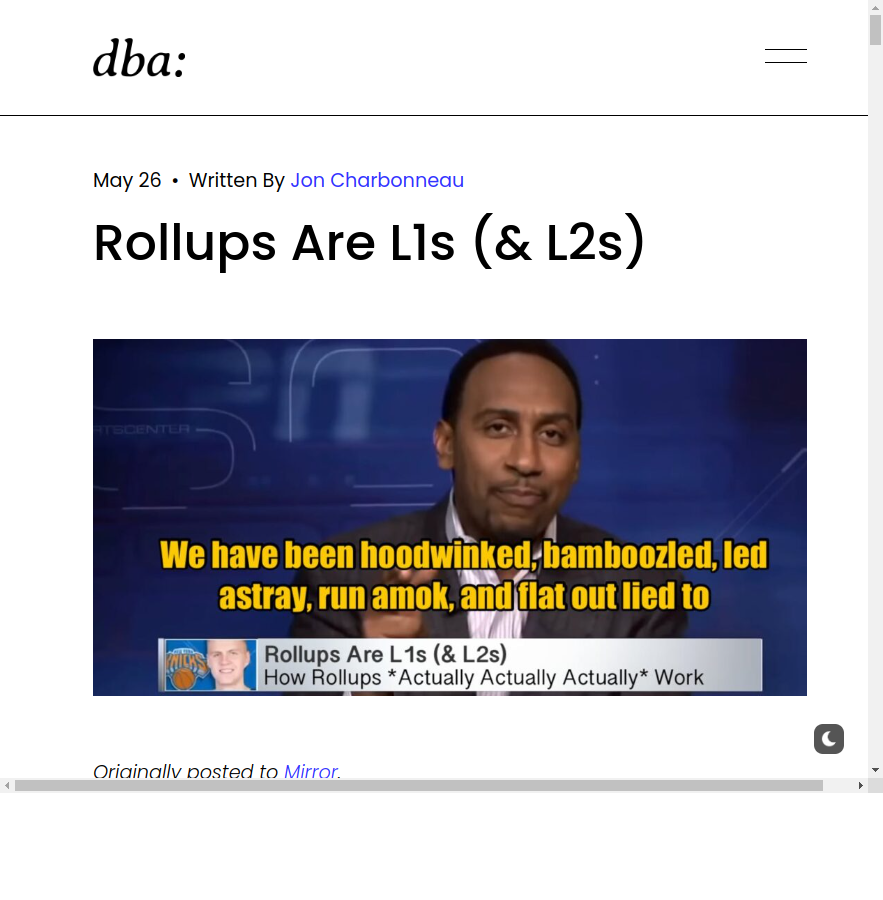 dba:
May 26 • Written By Jon Charbonneau
Rollups Are L1s (& L2s)
RTSCENTER
We have been hoodwinked, bamboozled, led
astray, run amok, and flat out lied to
NEW YORK
KNICKS
Rollups Are L1s (& L2s)
How Rollups *Actually Actually Actually* Work
Originally posted to Mirror.